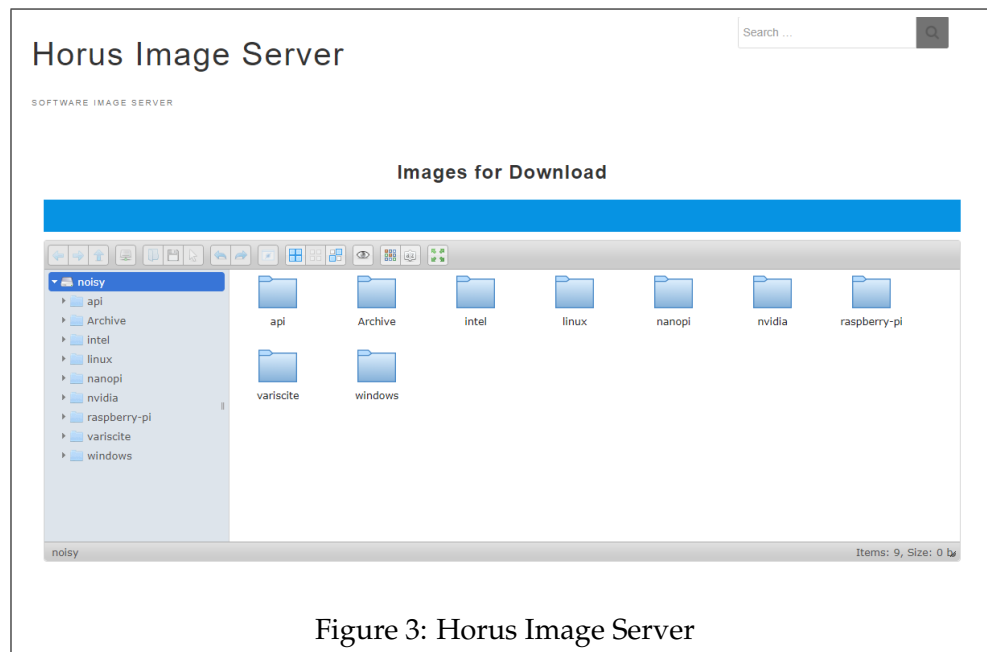 Search ...
Horus Image Server
SOFTWARE IMAGE SERVER
Images for Download
noisy
api
Archive
intel
linux
nanopi
nvidia
raspberry-pi
variscite
windows
api Archive intel linux nanopi nvidia raspberry-pi
variscite windows
noisy Items: 9, Size: 0 b
Figure 3: Horus Image Server